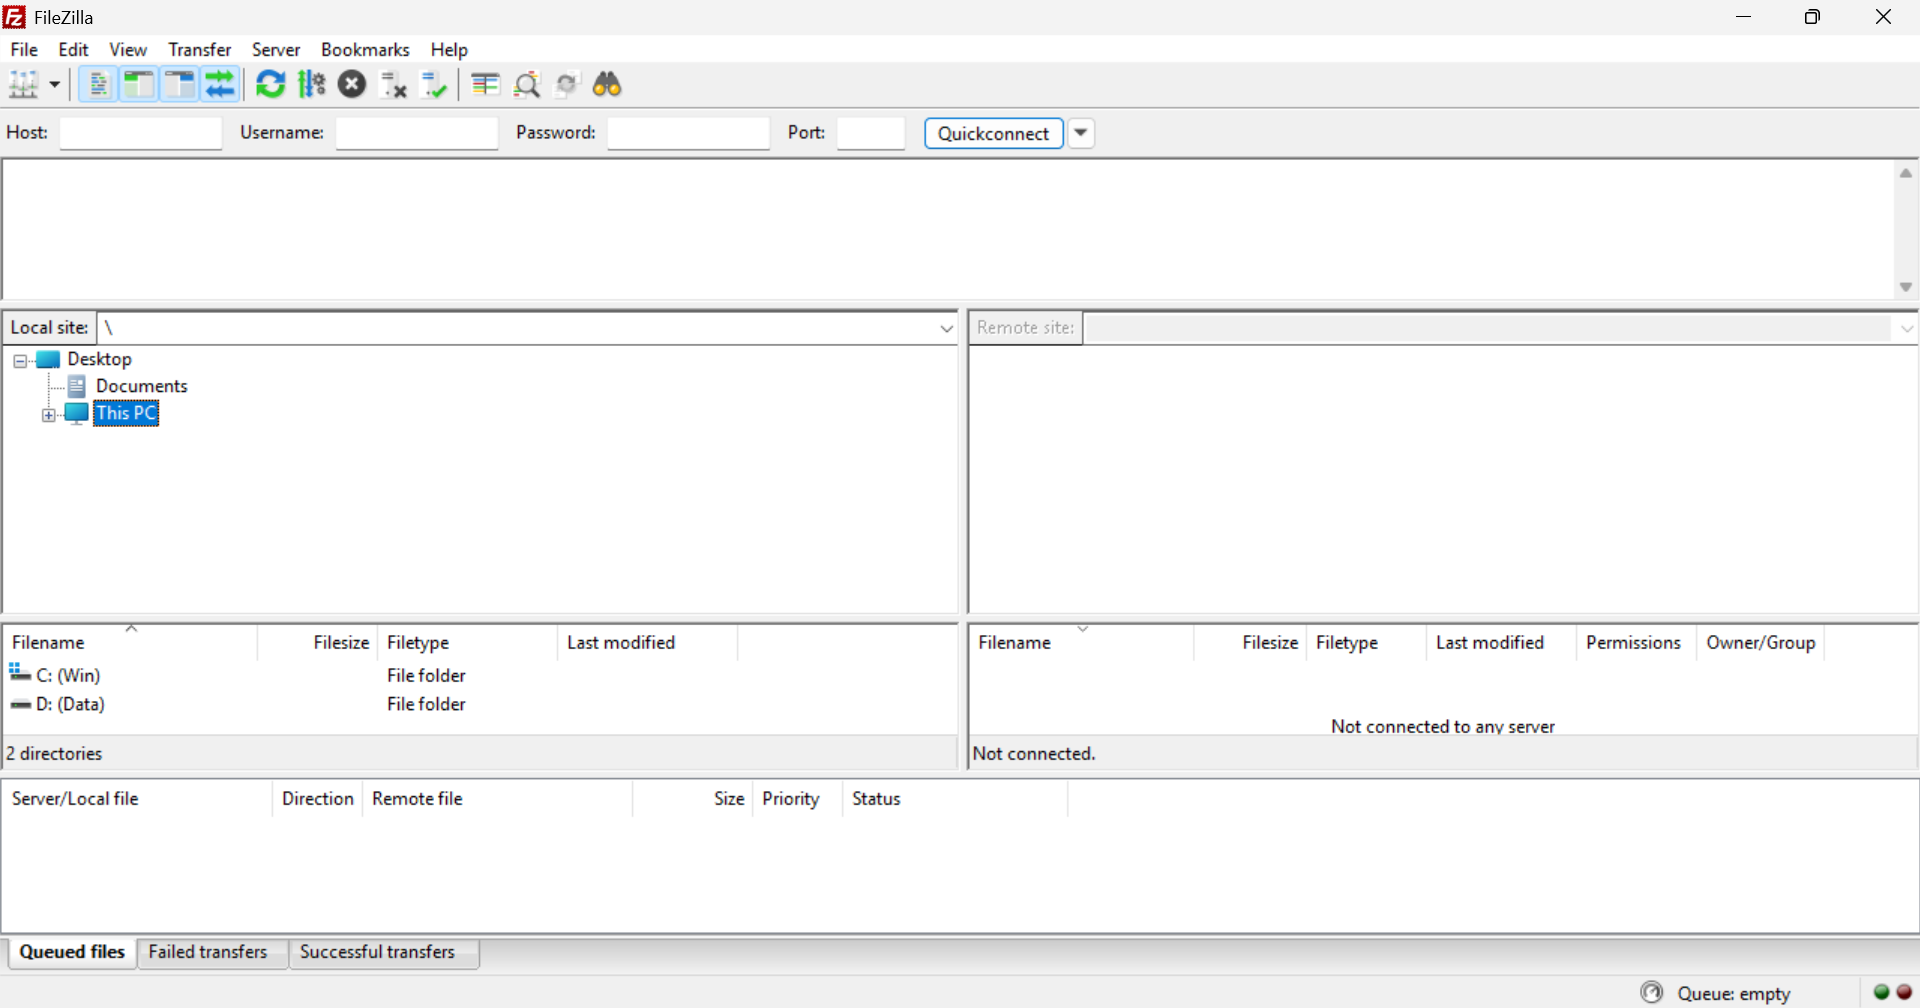 FileZilla
File Edit View Transfer Server Bookmarks Help
Host: Username: Password: Port: Quickconnect
Local site: \
Remote site:
Desktop
Documents
This PC
Filename Filesize Filetype Last modified
C: (Win) File folder
D: (Data) File folder
2 directories
Filename Filesize Filetype Last modified Permissions Owner/Group
Not connected to any server
Not connected.
Server/Local file Direction Remote file Size Priority Status
Queued files Failed transfers Successful transfers
Queue: empty